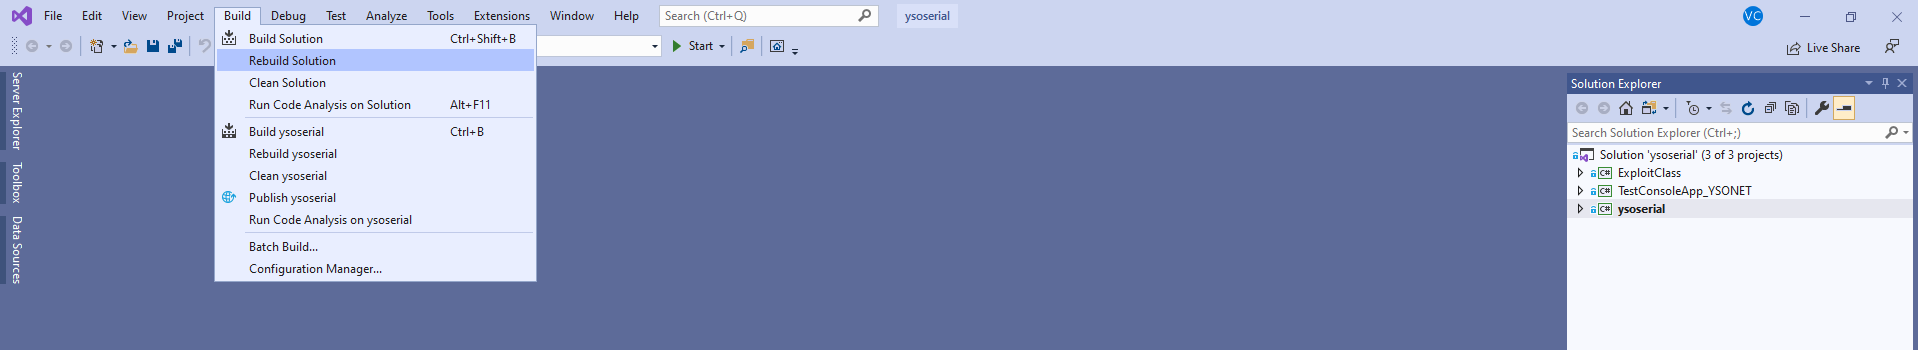 File Edit View Project Build Debug Test Analyze Tools Extensions Window Help Search (Ctrl+Q) ysoserial VC
Start
Live Share
Build Solution Ctrl+Shift+B
Rebuild Solution
Clean Solution
Run Code Analysis on Solution Alt+F11
Build ysoserial Ctrl+B
Rebuild ysoserial
Clean ysoserial
Publish ysoserial
Run Code Analysis on ysoserial
Batch Build...
Configuration Manager...
Server Explorer
Toolbox
Data Sources
Solution Explorer
Search Solution Explorer (Ctrl+;)
Solution 'ysoserial' (3 of 3 projects)
C# ExploitClass
C# TestConsoleApp_YSONET
C# ysoserial